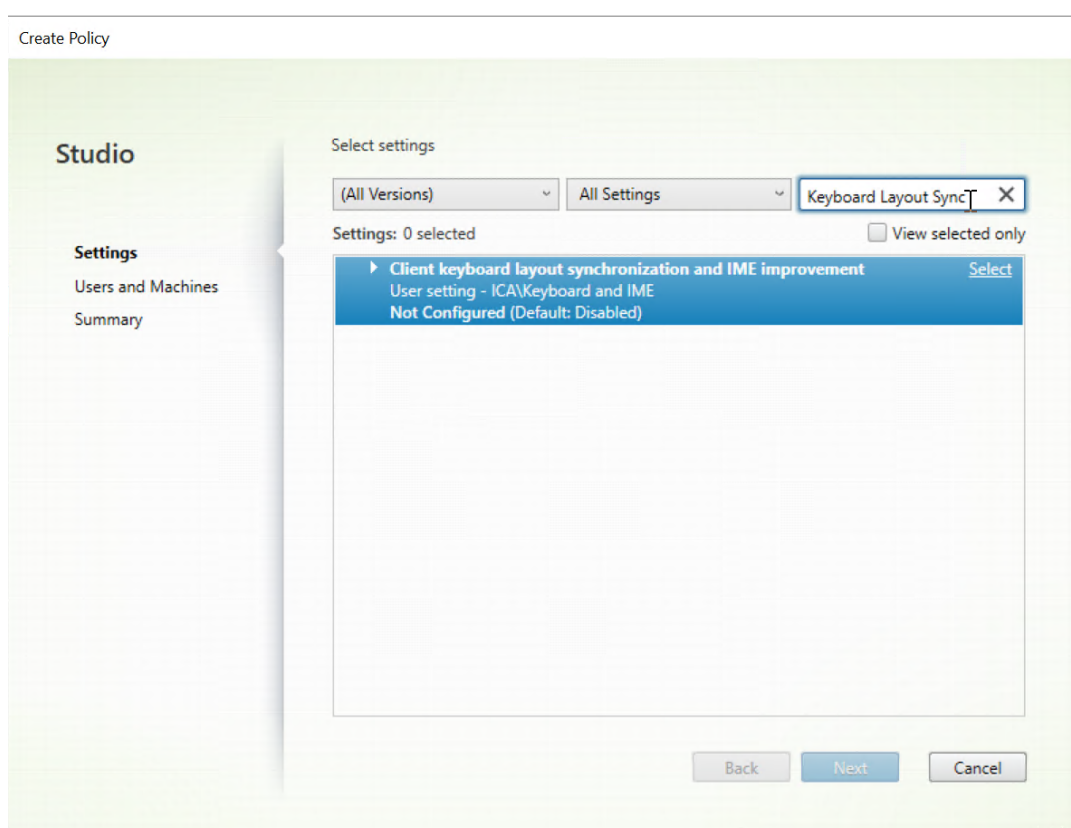 Create Policy
Studio
Settings
Users and Machines
Summary
Select settings
(All Versions)
All Settings
Keyboard Layout Sync
Settings: 0 selected
View selected only
Client keyboard layout synchronization and IME improvement
Select
User setting - ICA\Keyboard and IME
Not Configured (Default: Disabled)
Back
Next
Cancel